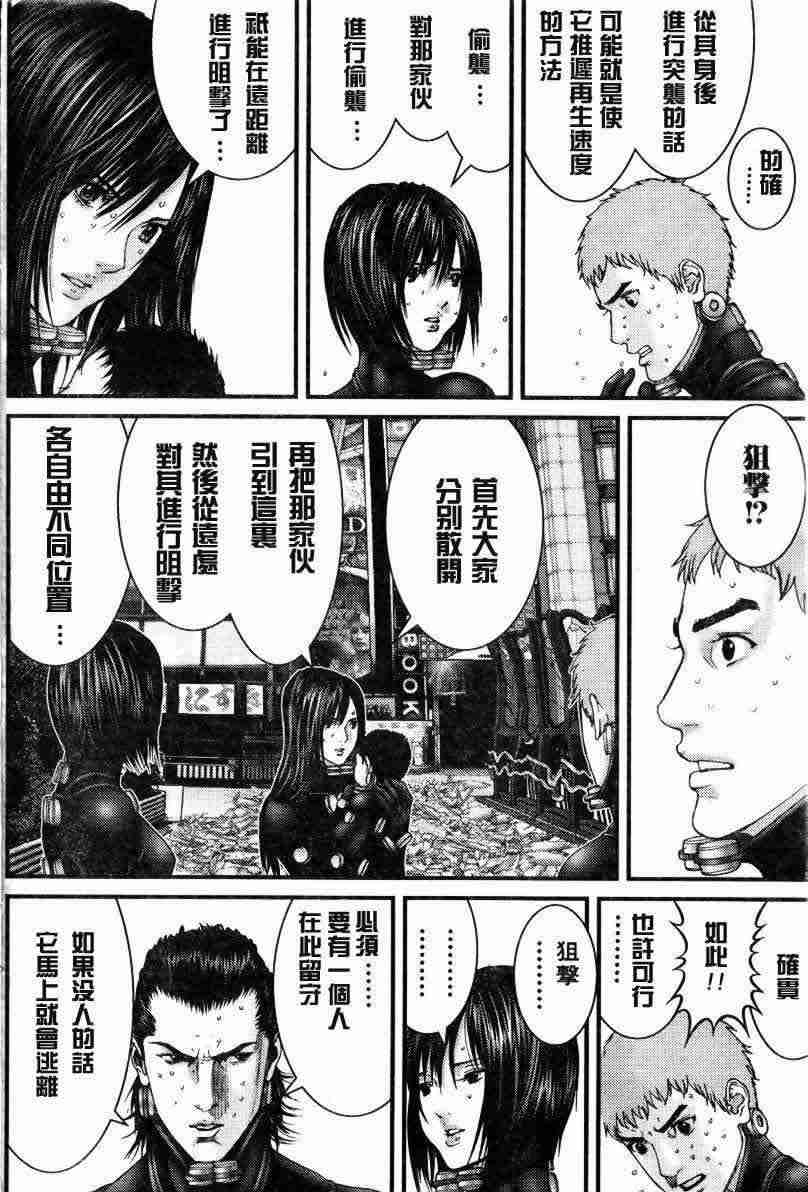 的確
……
從其身後
進行突襲的話
可能就是使
它推遲再生速度
的方法
偷襲…
對那家伙
進行偷襲…
祇能在遠距離
進行阻擊了…
狙擊!?
首先大家
分別散開
再把那家伙
引到這裏
然後從遠處
對其進行阻擊
各自由不同位置…
BOOK
D
にすし
確實
如此!!
也許可行
………
狙擊
……
……
………
必須……
要有一個人
在此留守
如果没人的話
它馬上就會逃離